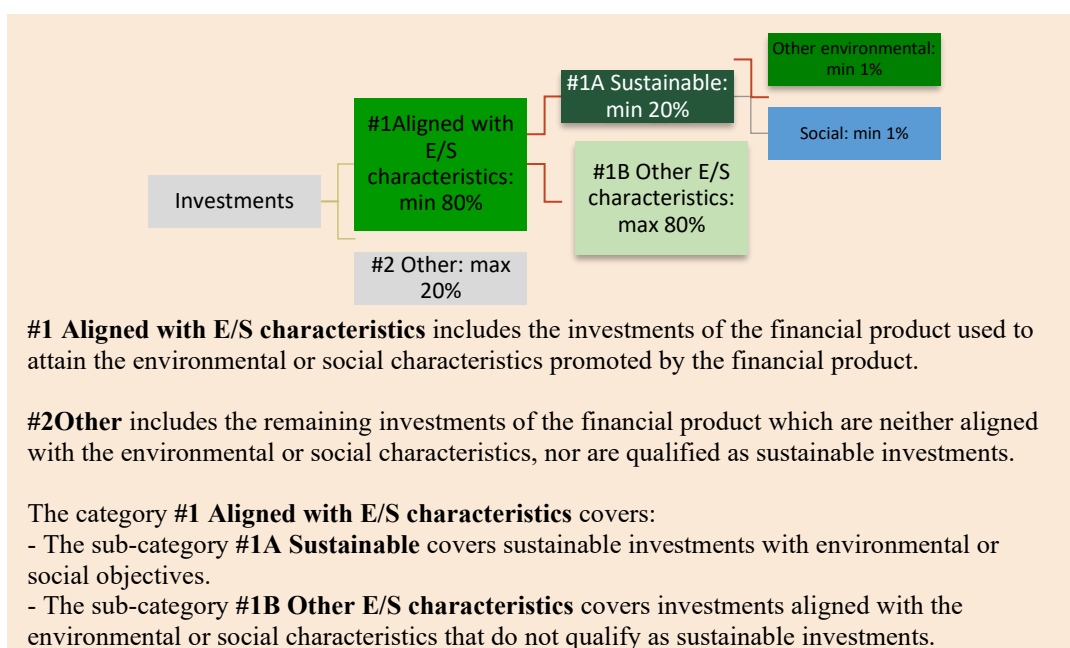 Other environmental:
min 1%
#1A Sustainable:
min 20%
#1Aligned with
E/S
characteristics:
min 80%
Social: min 1%
#1B Other E/S
characteristics:
max 80%
Investments
#2 Other: max
20%
#1 Aligned with E/S characteristics includes the investments of the financial product used to
attain the environmental or social characteristics promoted by the financial product.
#2Other includes the remaining investments of the financial product which are neither aligned
with the environmental or social characteristics, nor are qualified as sustainable investments.
The category #1 Aligned with E/S characteristics covers:
- The sub-category #1A Sustainable covers sustainable investments with environmental or
social objectives.
- The sub-category #1B Other E/S characteristics covers investments aligned with the
environmental or social characteristics that do not qualify as sustainable investments.